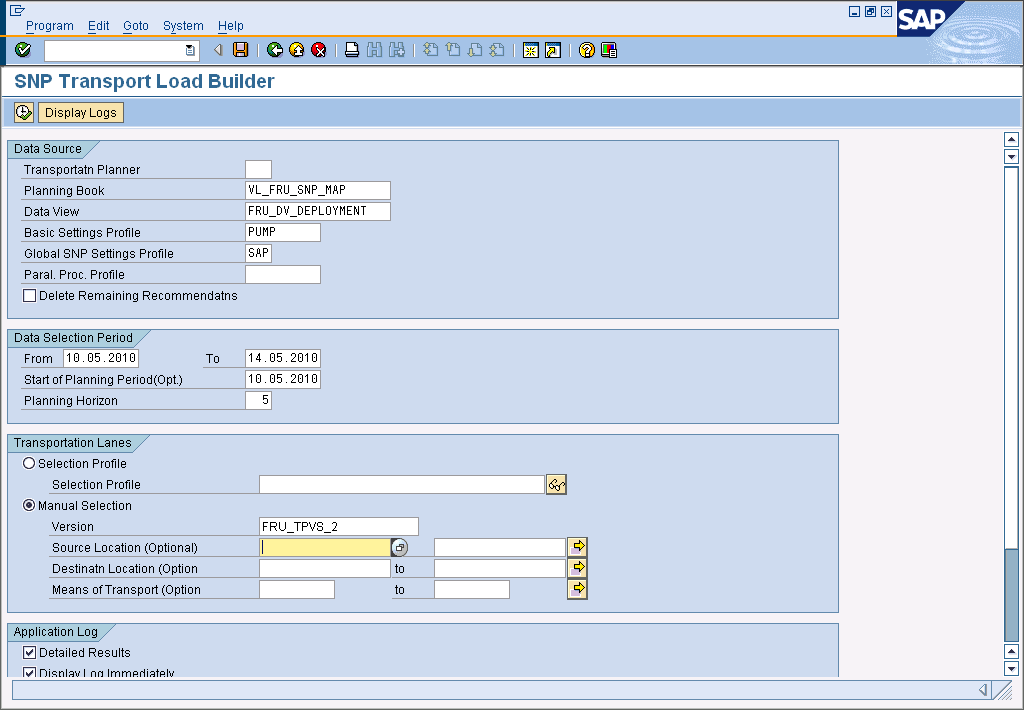 Program Edit Goto System Help
SAP
SNP Transport Load Builder
Display Logs
Data Source
Transportatn Planner
Planning Book VL_FRU_SNP_MAP
Data View FRU_DV_DEPLOYMENT
Basic Settings Profile PUMP
Global SNP Settings Profile SAP
Paral. Proc. Profile
Delete Remaining Recommendatns
Data Selection Period
From 10.05.2010 To 14.05.2010
Start of Planning Period(Opt.) 10.05.2010
Planning Horizon 5
Transportation Lanes
Selection Profile
Selection Profile
Manual Selection
Version FRU_TPVS_2
Source Location (Optional)
Destinatn Location (Option to
Means of Transport (Option to
Application Log
Detailed Results
Display Log Immediately